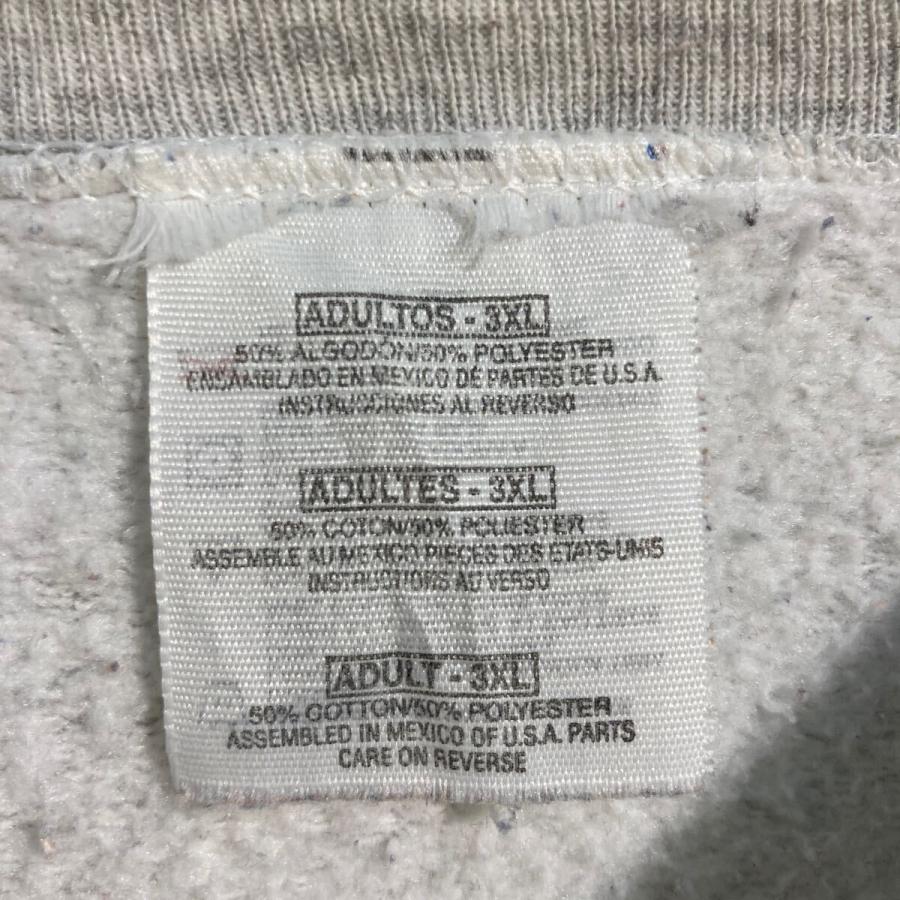 ADULTOS - 3XL
50% ALGODÓN/50% POLYESTER
ENSAMBLADO EN MEXICO DE PARTES DE U.S.A.
INSTRUCCIONES AL REVERSO
ADULTES - 3XL
50% COTON/50% POLIESTER
ASSEMBLE AU MEXICO PIECES DES ETATS-UNIS
INSTRUCTIONS AU VERSO
ADULT - 3XL
50% COTTON/50% POLYESTER
ASSEMBLED IN MEXICO OF U.S.A. PARTS
CARE ON REVERSE